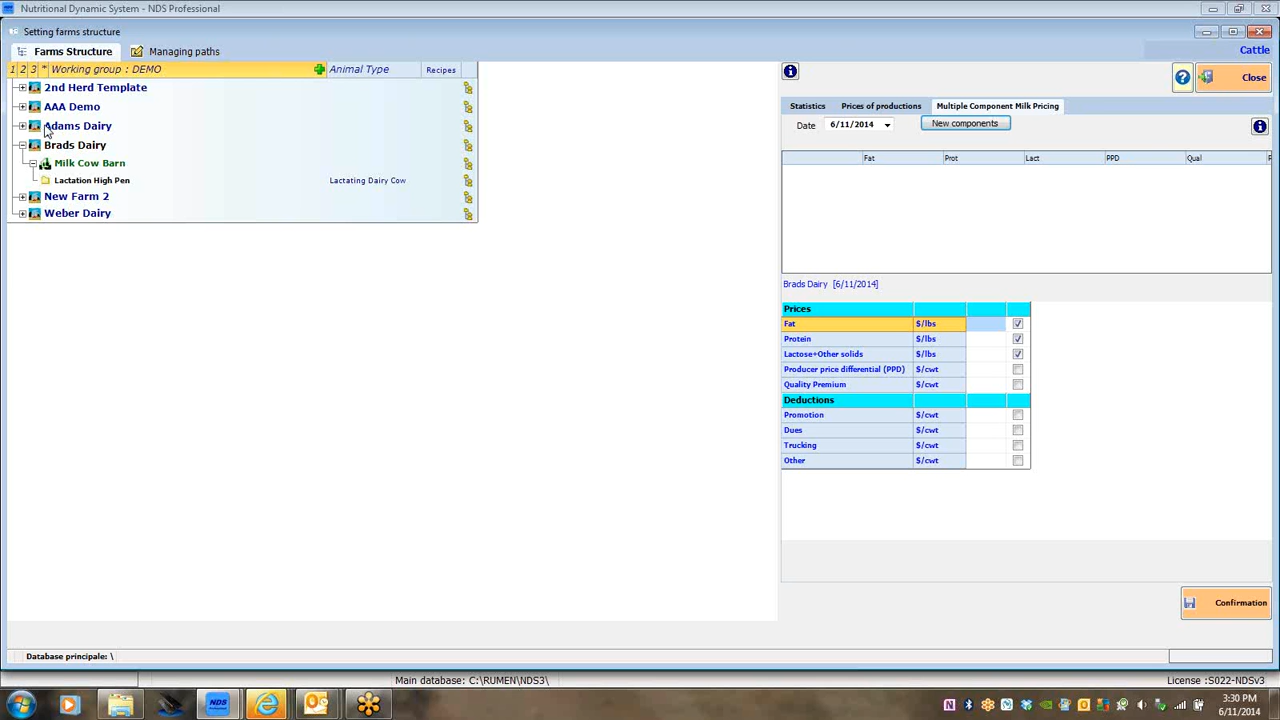 Nutritional Dynamic System - NDS Professional
Setting farms structure
Farms Structure
Managing paths
Cattle
1 2 3 * Working group : DEMO
Animal Type
Recipes
2nd Herd Template
AAA Demo
Adams Dairy
Brads Dairy
Milk Cow Barn
Lactation High Pen
Lactating Dairy Cow
New Farm 2
Weber Dairy
? Close
Statistics
Prices of productions
Multiple Component Milk Pricing
Date 6/11/2014
New components
Fat Prot Lact PPD Qual P
Brads Dairy [6/11/2014]
Prices
Fat $/lbs
Protein $/lbs
Lactose+Other solids $/lbs
Producer price differential (PPD) $/cwt
Quality Premium $/cwt
Deductions
Promotion $/cwt
Dues $/cwt
Trucking $/cwt
Other $/cwt
Confirmation
Database principale: \
Main database: C:\RUMEN\NDS3\
License :S022-NDSv3
NDS
3:30 PM
6/11/2014